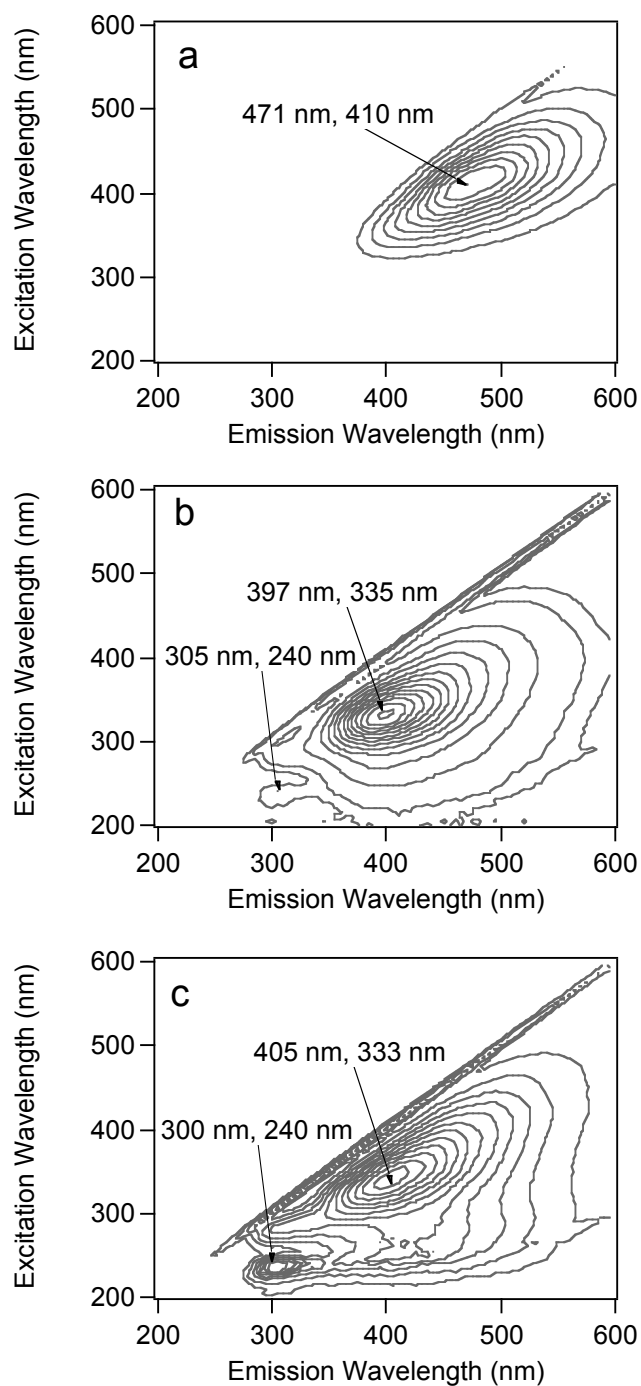 a
600
500
400
300
200
Excitation Wavelength (nm)
471 nm, 410 nm
200 300 400 500 600
Emission Wavelength (nm)
b
600
500
400
300
200
Excitation Wavelength (nm)
397 nm, 335 nm
305 nm, 240 nm
200 300 400 500 600
Emission Wavelength (nm)
c
600
500
400
300
200
Excitation Wavelength (nm)
405 nm, 333 nm
300 nm, 240 nm
200 300 400 500 600
Emission Wavelength (nm)